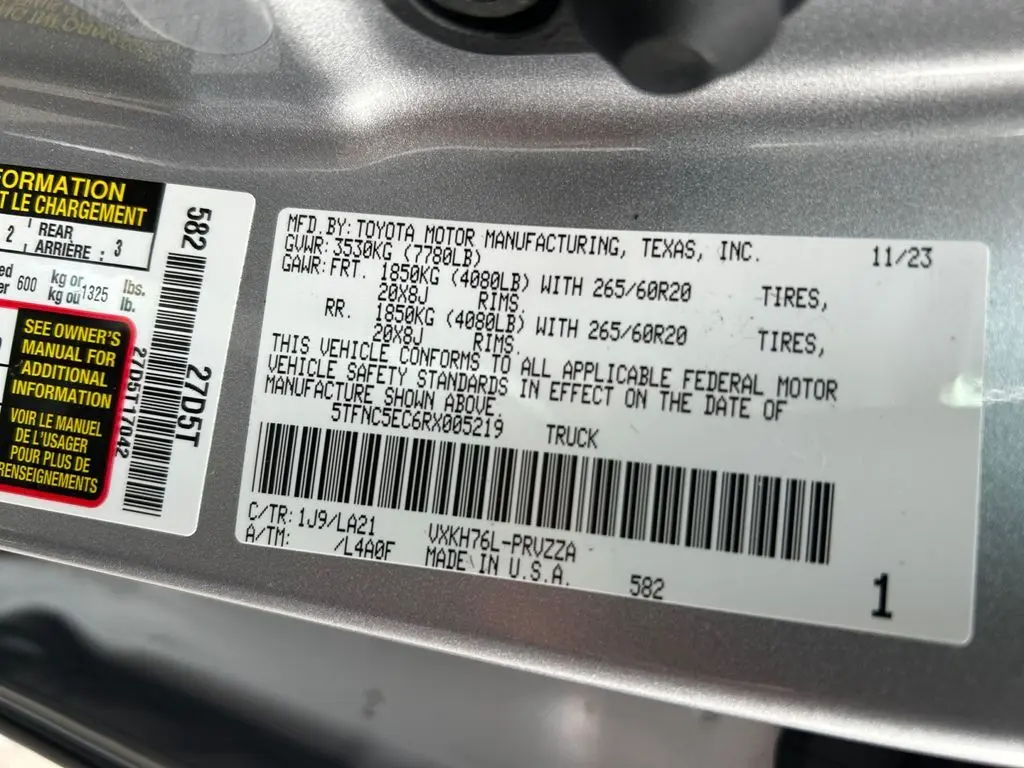 ORMATION
T LE CHARGEMENT
2 REAR
ARRIÈRE : 3
600 kg or 1325 lbs.
kg ou lb.
SEE OWNER'S
MANUAL FOR
ADDITIONAL
INFORMATION
VOIR LE MANUEL
DE L'USAGER
POUR PLUS DE
RENSEIGNEMENTS
582
27D5T17042
27D5T
MFD.BY:TOYOTA MOTOR MANUFACTURING, TEXAS, INC. 11/23
GVWR:3530KG (7780LB)
GAWR:FRT. 1850KG (4080LB) WITH 265/60R20 TIRES,
20X8J RIMS.
RR. 1850KG (4080LB) WITH 265/60R20 TIRES,
20X8J RIMS.
THIS VEHICLE CONFORMS TO ALL APPLICABLE FEDERAL MOTOR
VEHICLE SAFETY STANDARDS IN EFFECT ON THE DATE OF
MANUFACTURE SHOWN ABOVE.
5TFNC5EC6RX005219 TRUCK
C/TR:1J9/LA21 VXKH76L-PRVZZA
A/TM: /L4A0F MADE IN U.S.A. 582
1